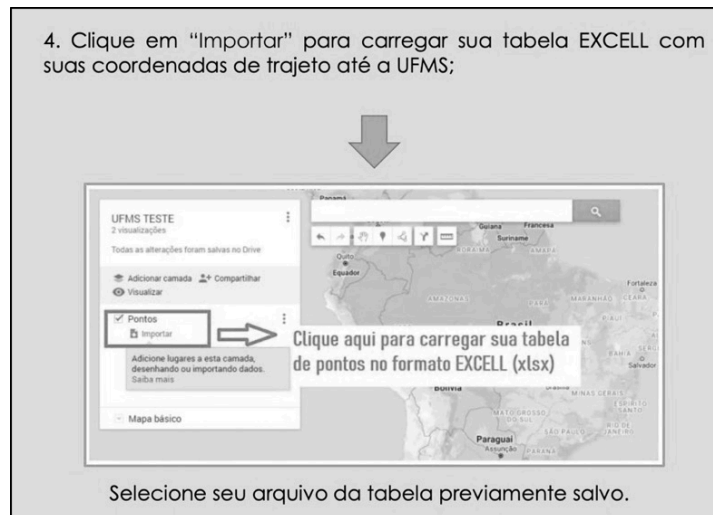 4. Clique em “Importar” para carregar sua tabela EXCELL com
suas coordenadas de trajeto até a UFMS;
UFMS TESTE
2 visualizações
Todas as alterações foram salvas no Drive
Adicionar camada Compartilhar
Visualizar
Pontos
Importar
Adicione lugares a esta camada,
desenhando ou importando dados.
Saiba mais
Mapa básico
Clique aqui para carregar sua tabela
de pontos no formato EXCELL (xlsx)
Panamá
Guiana Francesa
Suriname
RORAIMA AMAPÁ
Quito
Equador
Fortaleza
AMAZONAS PARÁ MARANHÃO CEARÁ
PIAUÍ
Brasil
BAHIA
Salvador
Bolívia
Brasília
MINAS GERAIS
MATO GROSSO
DO SUL
ESPÍRITO
SANTO
SÃO PAULO
RIO DE
JANEIRO
Paraguai
Assunção
PARANÁ
Selecione seu arquivo da tabela previamente salvo.